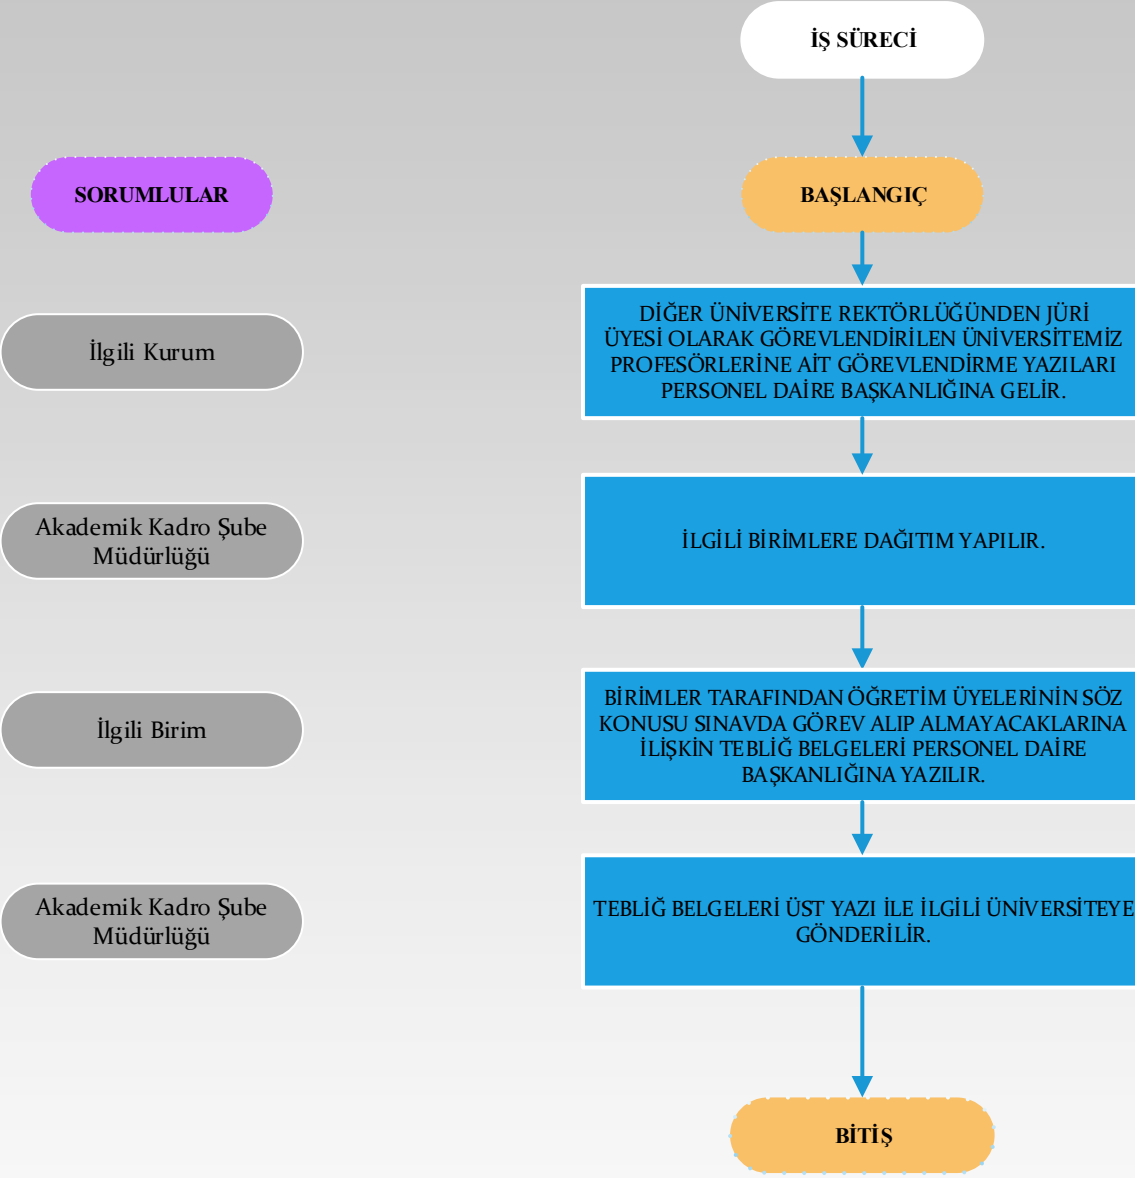 İŞ SÜRECİ
SORUMLULAR
BAŞLANGIÇ
İlgili Kurum
DİĞER ÜNİVERSİTE REKTÖRLÜĞÜNDEN JÜRİ
ÜYESİ OLARAK GÖREVLENDİRİLEN ÜNİVERSİTEMİZ
PROFESÖRLERİNE AİT GÖREVLENDİRME YAZILARI
PERSONEL DAİRE BAŞKANLIĞINA GELİR.
Akademik Kadro Şube
Müdürlüğü
İLGİLİ BİRİMLERE DAĞITIM YAPILIR.
İlgili Birim
BİRİMLER TARAFINDAN ÖĞRETİM ÜYELERİNİN SÖZ
KONUSU SINAVDA GÖREV ALIP ALMAYACAKLARINA
İLİŞKİN TEBLİĞ BELGELERİ PERSONEL DAİRE
BAŞKANLIĞINA YAZILIR.
Akademik Kadro Şube
Müdürlüğü
TEBLİĞ BELGELERİ ÜST YAZI İLE İLGİLİ ÜNİVERSİTEYE
GÖNDERİLİR.
BİTİŞ